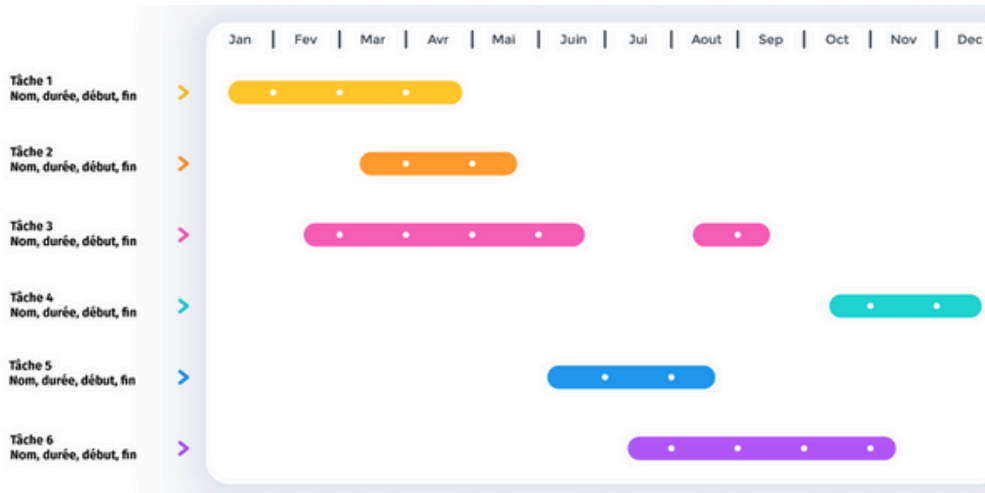 Jan | Fev | Mar | Avr | Mai | Juin | Jui | Aout | Sep | Oct | Nov | Dec
Tâche 1
Nom, durée, début, fin
Tâche 2
Nom, durée, début, fin
Tâche 3
Nom, durée, début, fin
Tâche 4
Nom, durée, début, fin
Tâche 5
Nom, durée, début, fin
Tâche 6
Nom, durée, début, fin